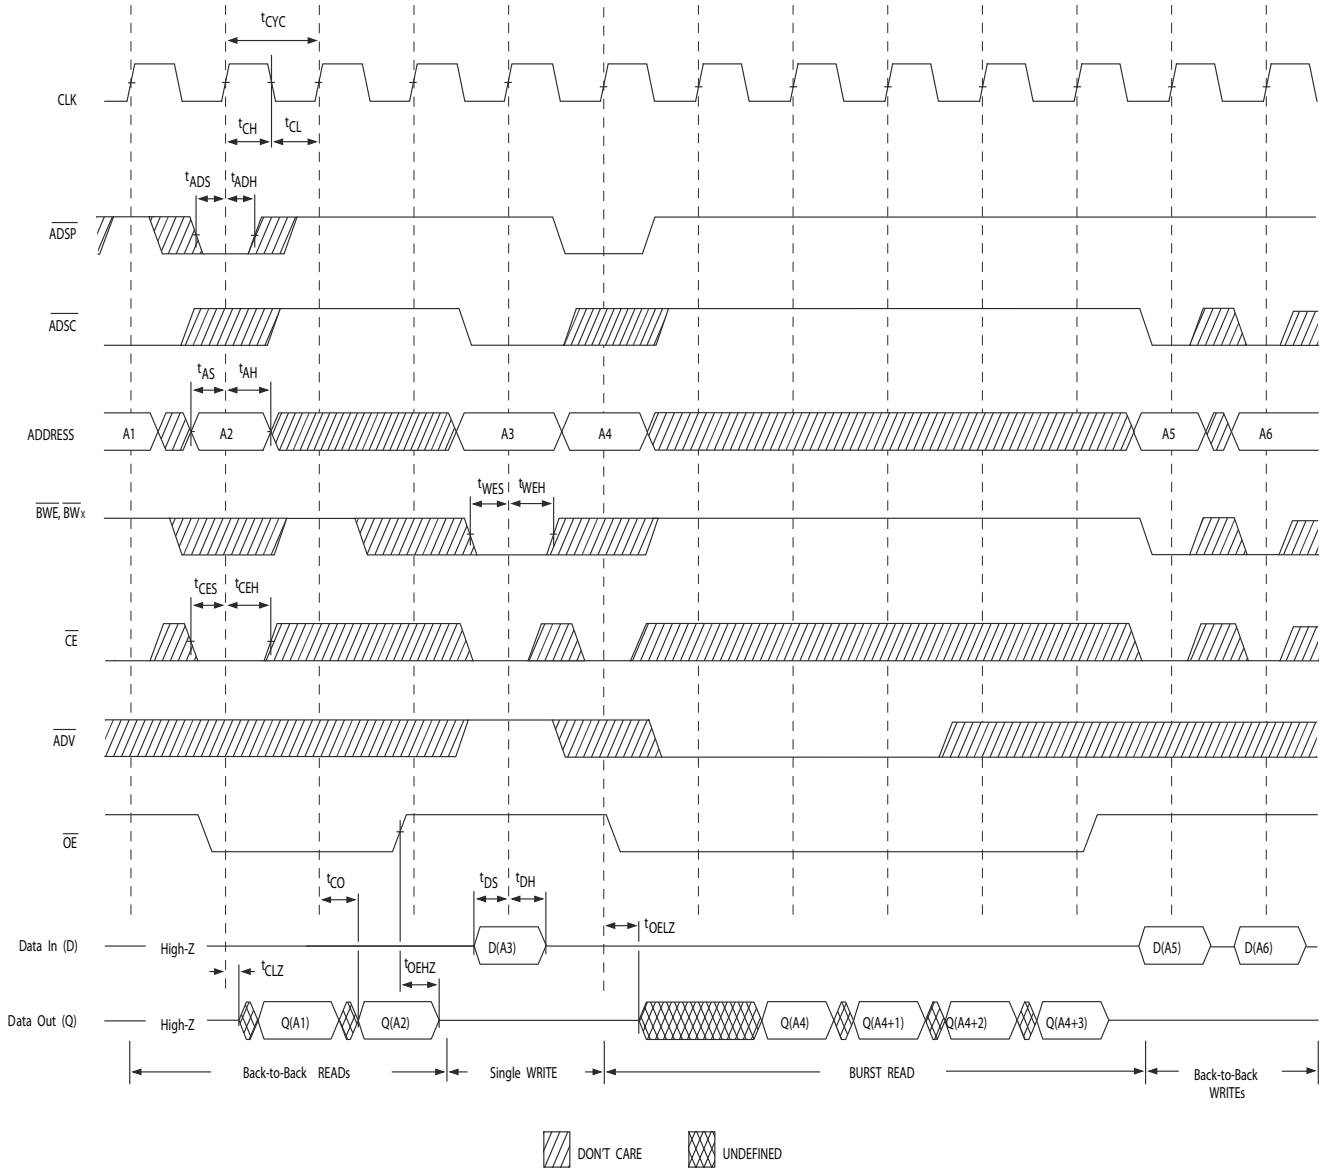 tCYC
CLK
tCH
tCL
tADS
tADH
ADSP
ADSC
tAS
tAH
ADDRESS
A1
A2
A3
A4
A5
A6
tWES
tWEH
BWE, BWx
tCES
tCEH
CE
ADV
OE
tCO
tDS
tDH
tOELZ
Data In (D)
High-Z
D(A3)
D(A5)
D(A6)
tCLZ
tOEHZ
Data Out (Q)
High-Z
Q(A1)
Q(A2)
Q(A4)
Q(A4+1)
Q(A4+2)
Q(A4+3)
Back-to-Back READs
Single WRITE
BURST READ
Back-to-Back
WRITEs
DON'T CARE
UNDEFINED